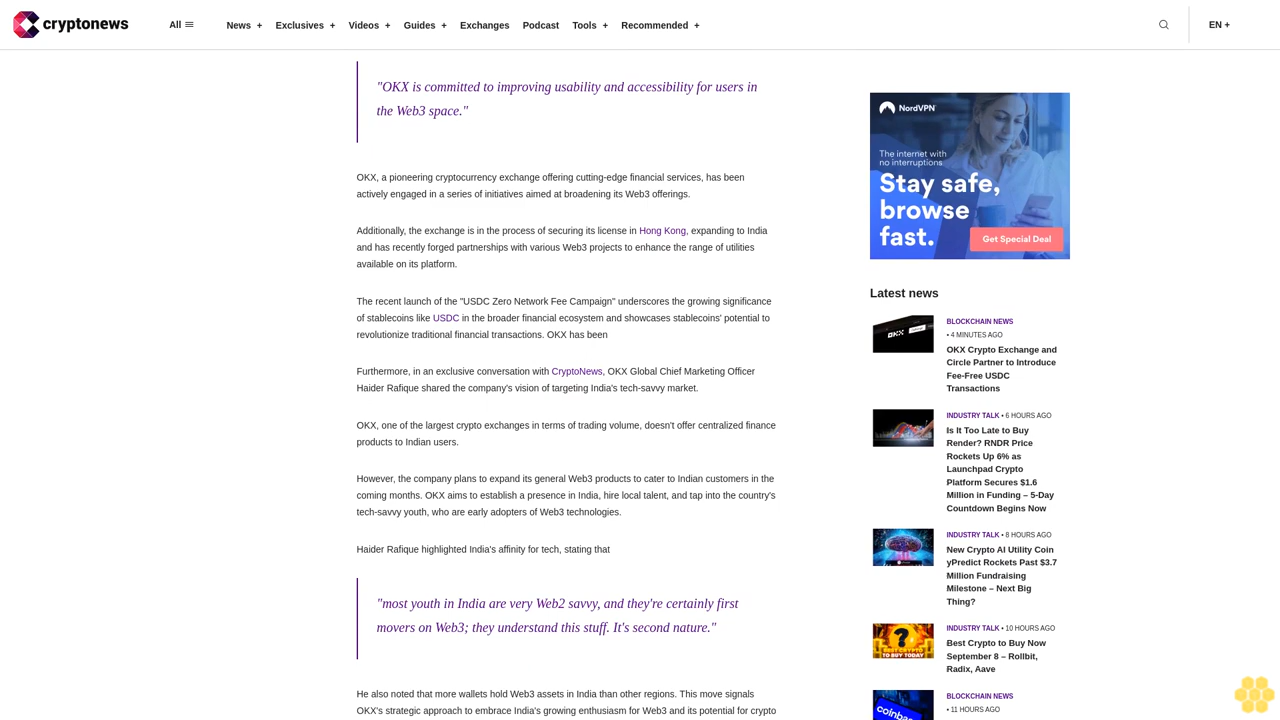 cryptonews
All
News +
Exclusives +
Videos +
Guides +
Exchanges
Podcast
Tools +
Recommended +
EN +
"OKX is committed to improving usability and accessibility for users in
the Web3 space."
OKX, a pioneering cryptocurrency exchange offering cutting-edge financial services, has been
actively engaged in a series of initiatives aimed at broadening its Web3 offerings.
Additionally, the exchange is in the process of securing its license in Hong Kong, expanding to India
and has recently forged partnerships with various Web3 projects to enhance the range of utilities
available on its platform.
The recent launch of the "USDC Zero Network Fee Campaign" underscores the growing significance
of stablecoins like USDC in the broader financial ecosystem and showcases stablecoins' potential to
revolutionize traditional financial transactions. OKX has been
Furthermore, in an exclusive conversation with CryptoNews, OKX Global Chief Marketing Officer
Haider Rafique shared the company's vision of targeting India's tech-savvy market.
OKX, one of the largest crypto exchanges in terms of trading volume, doesn't offer centralized finance
products to Indian users.
However, the company plans to expand its general Web3 products to cater to Indian customers in the
coming months. OKX aims to establish a presence in India, hire local talent, and tap into the country's
tech-savvy youth, who are early adopters of Web3 technologies.
Haider Rafique highlighted India's affinity for tech, stating that
"most youth in India are very Web2 savvy, and they're certainly first
movers on Web3; they understand this stuff. It's second nature."
He also noted that more wallets hold Web3 assets in India than other regions. This move signals
OKX's strategic approach to embrace India's growing enthusiasm for Web3 and its potential for crypto
NordVPN
The internet with
no interruptions.
Stay safe,
browse
fast.
Get Special Deal
Latest news
OKX
BLOCKCHAIN NEWS
• 4 MINUTES AGO
OKX Crypto Exchange and
Circle Partner to Introduce
Fee-Free USDC
Transactions
INDUSTRY TALK • 6 HOURS AGO
Is It Too Late to Buy
Render? RNDR Price
Rockets Up 6% as
Launchpad Crypto
Platform Secures $1.6
Million in Funding – 5-Day
Countdown Begins Now
INDUSTRY TALK • 8 HOURS AGO
New Crypto AI Utility Coin
yPredict Rockets Past $3.7
Million Fundraising
Milestone – Next Big
Thing?
?
BEST CRYPTO
TO BUY TODAY
INDUSTRY TALK • 10 HOURS AGO
Best Crypto to Buy Now
September 8 – Rollbit,
Radix, Aave
coinbase
BLOCKCHAIN NEWS
• 11 HOURS AGO